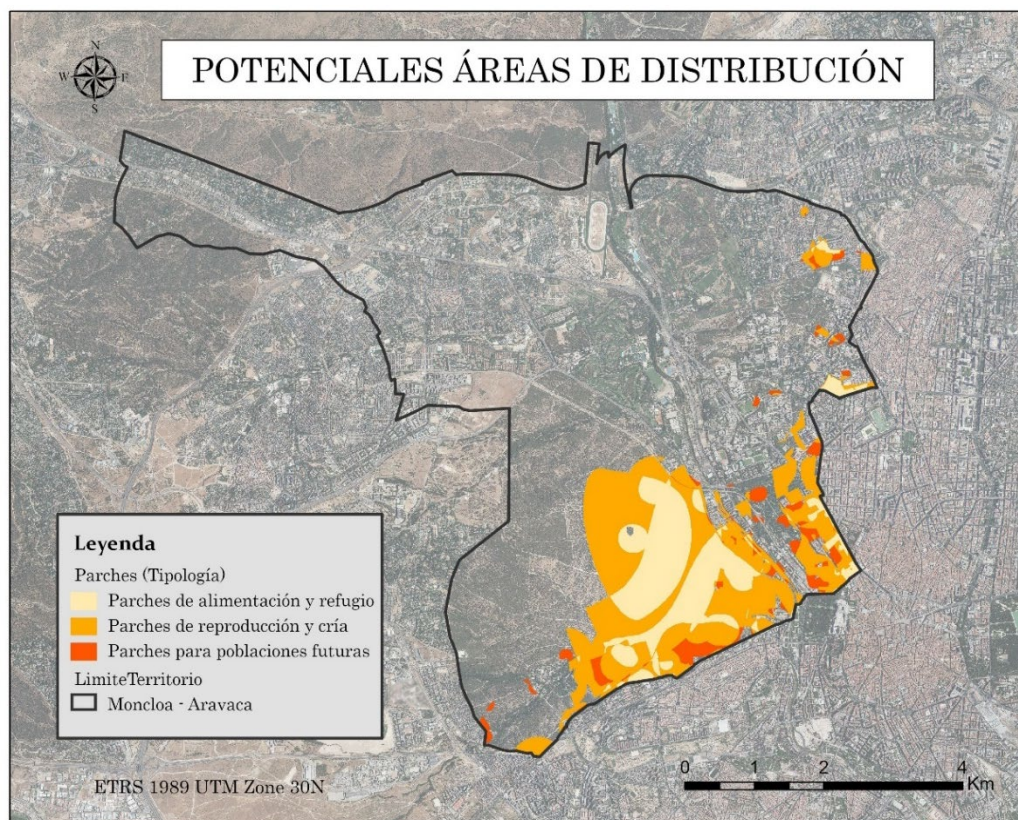 N
W E
S
POTENCIALES ÁREAS DE DISTRIBUCIÓN
Leyenda
Parches (Tipología)
Parches de alimentación y refugio
Parches de reproducción y cría
Parches para poblaciones futuras
LimiteTerritorio
Moncloa - Aravaca
ETRS 1989 UTM Zone 30N
0 1 2 4
Km